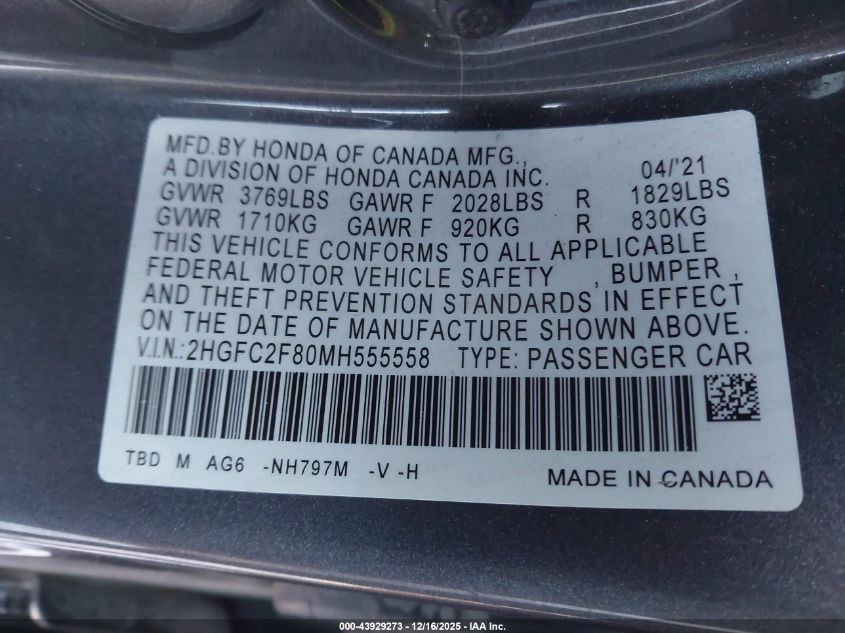 MFD.BY HONDA OF CANADA MFG.,
A DIVISION OF HONDA CANADA INC. 04/'21
GVWR 3769LBS GAWR F 2028LBS R 1829LBS
GVWR 1710KG GAWR F 920KG R 830KG
THIS VEHICLE CONFORMS TO ALL APPLICABLE
FEDERAL MOTOR VEHICLE SAFETY , BUMPER ,
AND THEFT PREVENTION STANDARDS IN EFFECT
ON THE DATE OF MANUFACTURE SHOWN ABOVE.
V.I.N.:2HGFC2F80MH555558 TYPE: PASSENGER CAR
TBD M AG6 -NH797M -V -H MADE IN CANADA
000-43929273 - 12/16/2025 - IAA Inc.